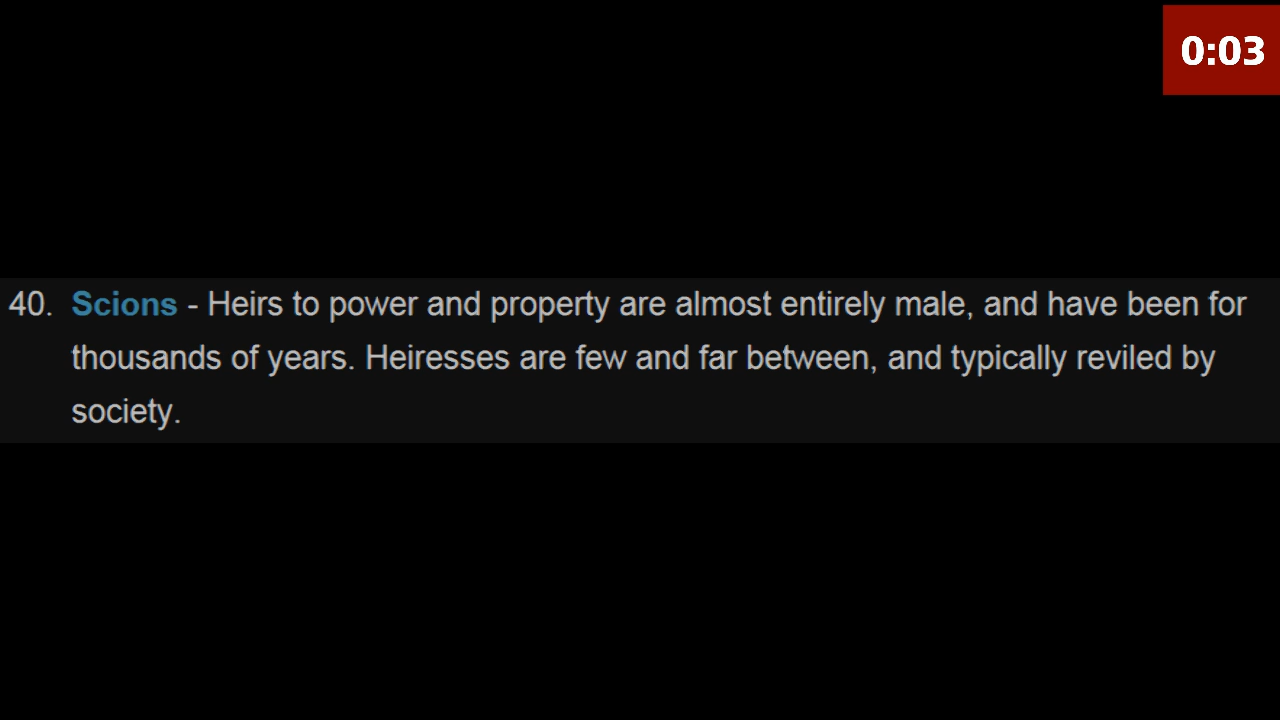 0:03
40. Scions - Heirs to power and property are almost entirely male, and have been for
thousands of years. Heiresses are few and far between, and typically reviled by
society.